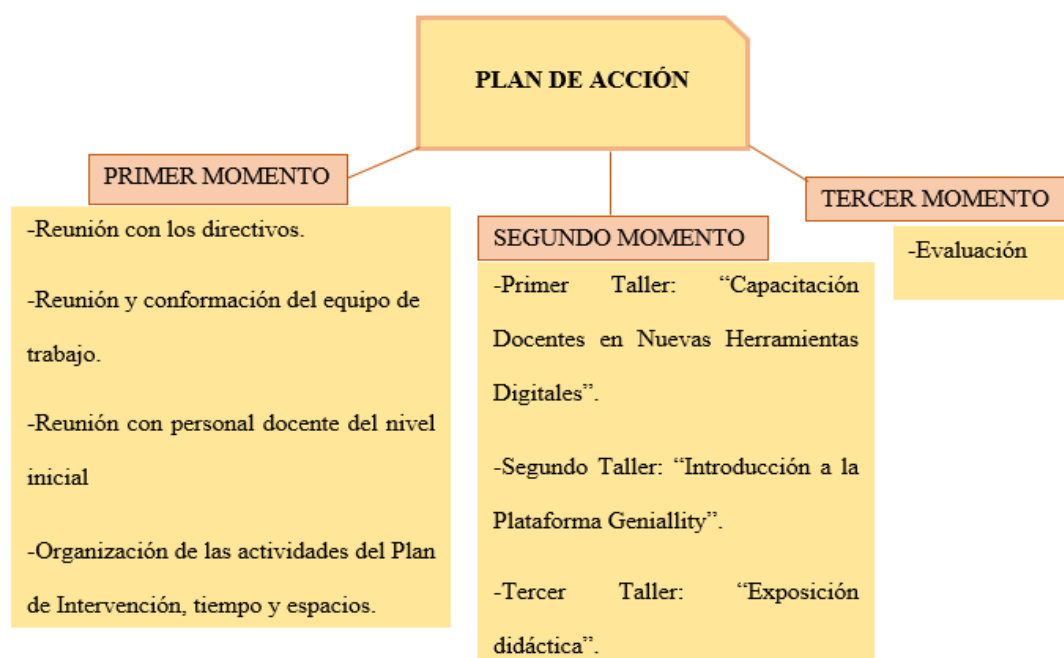 PLAN DE ACCIÓN
PRIMER MOMENTO
-Reunión con los directivos.
-Reunión y conformación del equipo de
trabajo.
-Reunión con personal docente del nivel
inicial
-Organización de las actividades del Plan
de Intervención, tiempo y espacios.
SEGUNDO MOMENTO
-Primer Taller: “Capacitación
Docentes en Nuevas Herramientas
Digitales”.
-Segundo Taller: “Introducción a la
Plataforma Geniallity”.
-Tercer Taller: “Exposición
didáctica”.
TERCER MOMENTO
-Evaluación